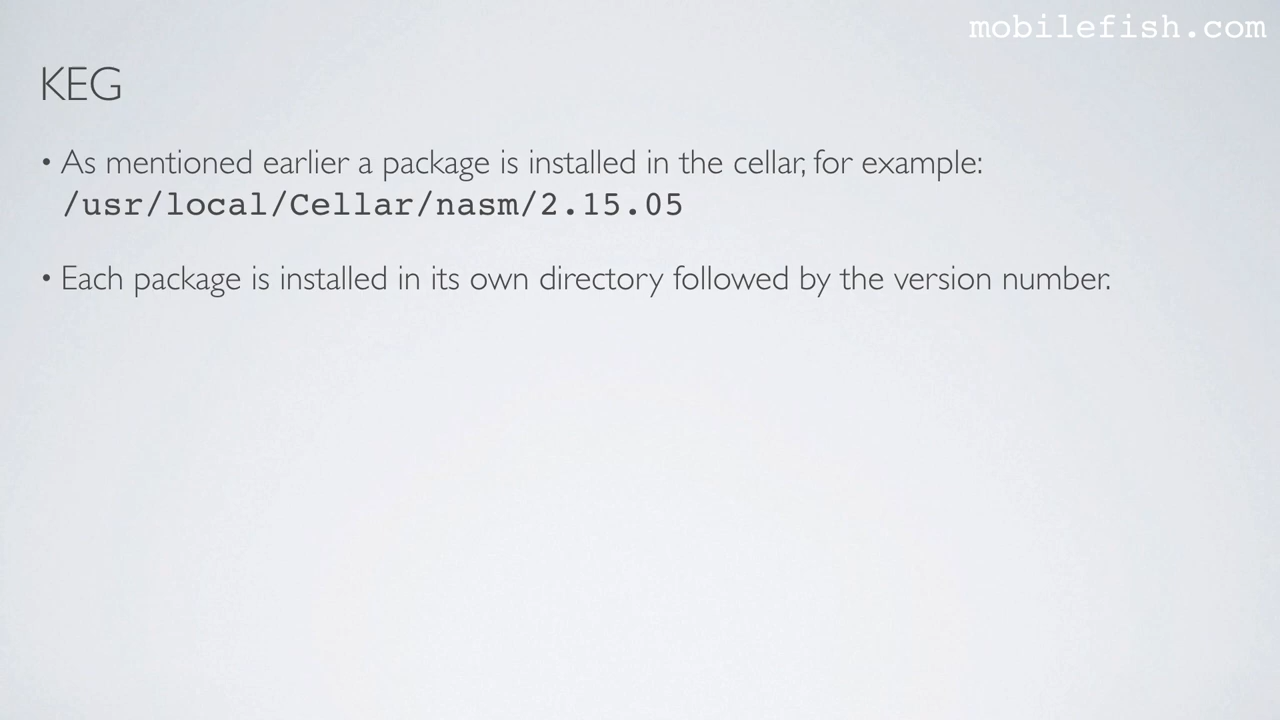 mobilefish.com
KEG
• As mentioned earlier a package is installed in the cellar, for example:
/usr/local/Cellar/nasm/2.15.05
• Each package is installed in its own directory followed by the version number.